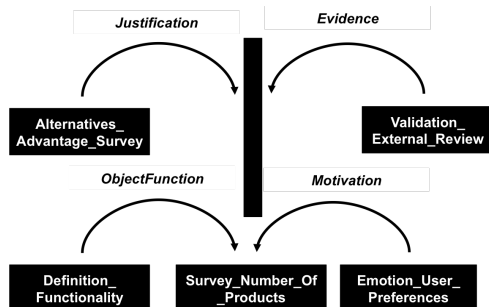 Justification
Evidence
Alternatives_
Advantage_Survey
Validation_
External_Review
ObjectFunction
Motivation
Definition_
Functionality
Survey_Number_Of
_Products
Emotion_User_
Preferences